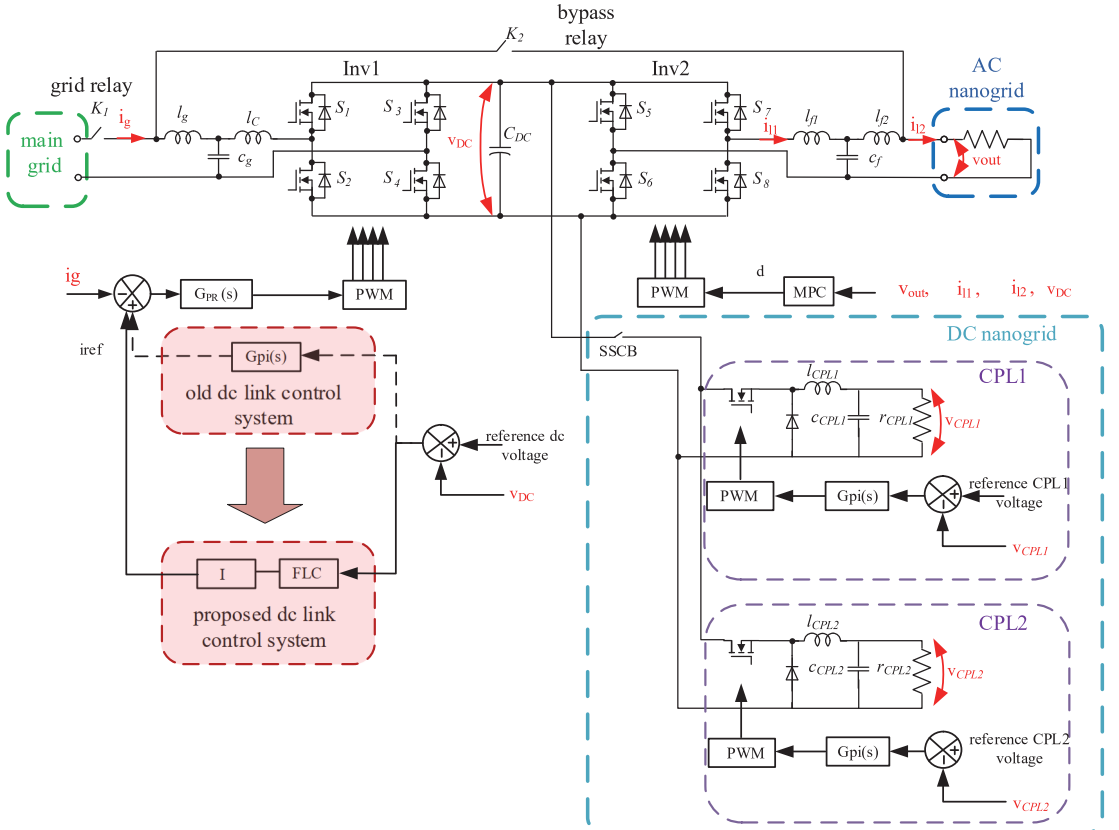 bypass
relay
K2
grid relay
K1
ig
lg
lC
cg
main
grid
Inv1
S1
S3
S2
S4
vDC
CDC
Inv2
S5
S7
S6
S8
il1
lf1
lf2
il2
cf
AC
nanogrid
vout
ig
GPR (s)
PWM
iref
Gpi(s)
old dc link control
system
reference dc
voltage
vDC
I
FLC
proposed dc link
control system
PWM
d
MPC
vout, il1 , il2 , vDC
DC nanogrid
SSCB
CPL1
lCPL1
cCPL1
rCPL1
vCPL1
PWM
Gpi(s)
reference CPL1
voltage
vCPL1
CPL2
lCPL2
cCPL2
rCPL2
vCPL2
PWM
Gpi(s)
reference CPL2
voltage
vCPL2